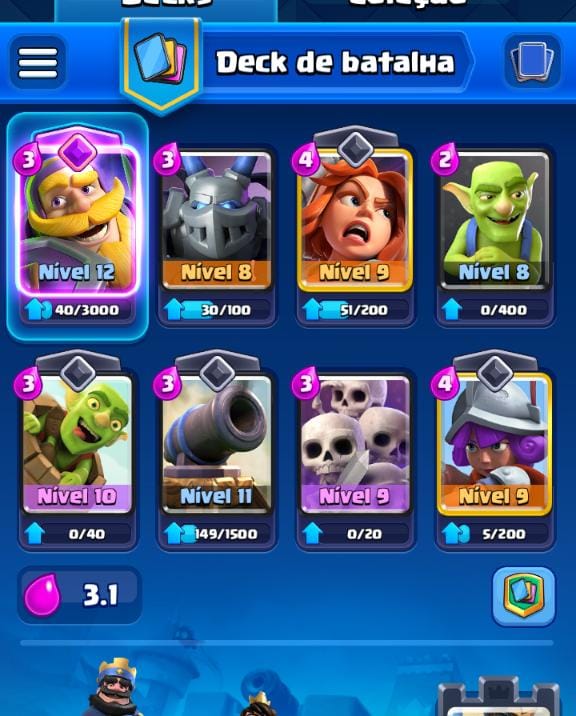 Decks
Coleção
Deck de batalha
3
3
4
2
Nível 12
Nível 8
Nível 9
Nível 8
40/3000
30/100
51/200
0/400
3
3
3
4
Nível 10
Nível 11
Nível 9
Nível 9
0/40
149/1500
0/20
5/200
3.1